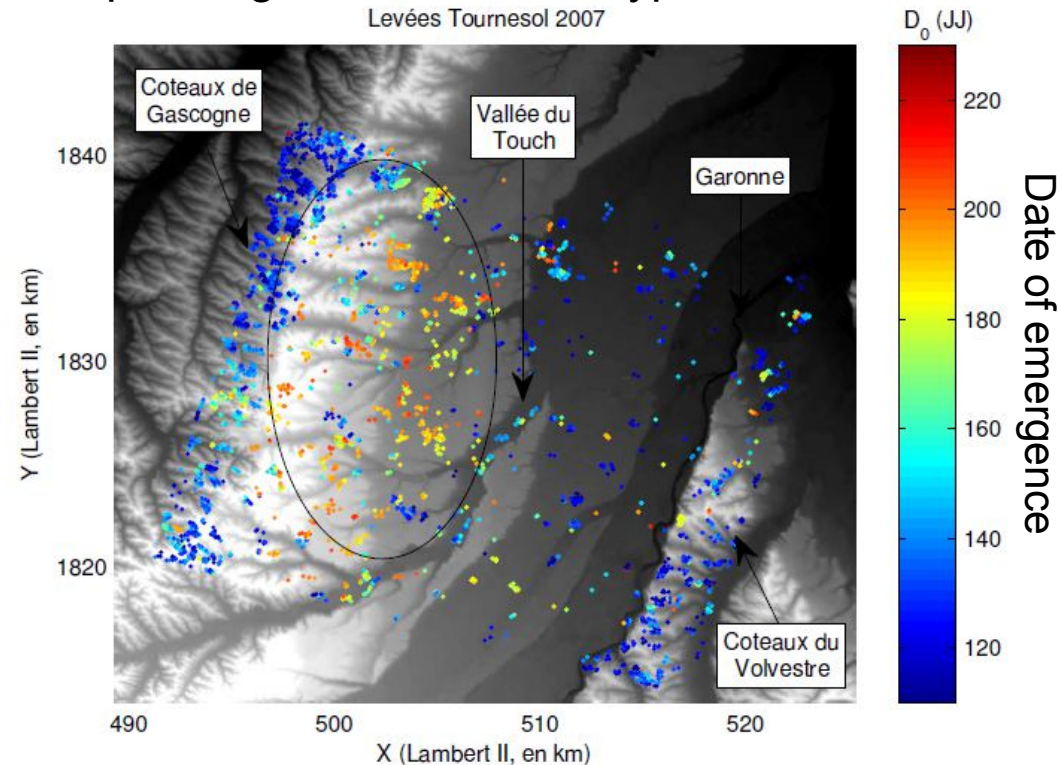 Levées Tournesol 2007
D0 (JJ)
Coteaux de
Gascogne
Vallée du
Touch
Garonne
Coteaux du
Volvestre
1840
1830
1820
Y (Lambert II, en km)
490
500
510
520
X (Lambert II, en km)
220
200
180
160
140
120
Date of emergence